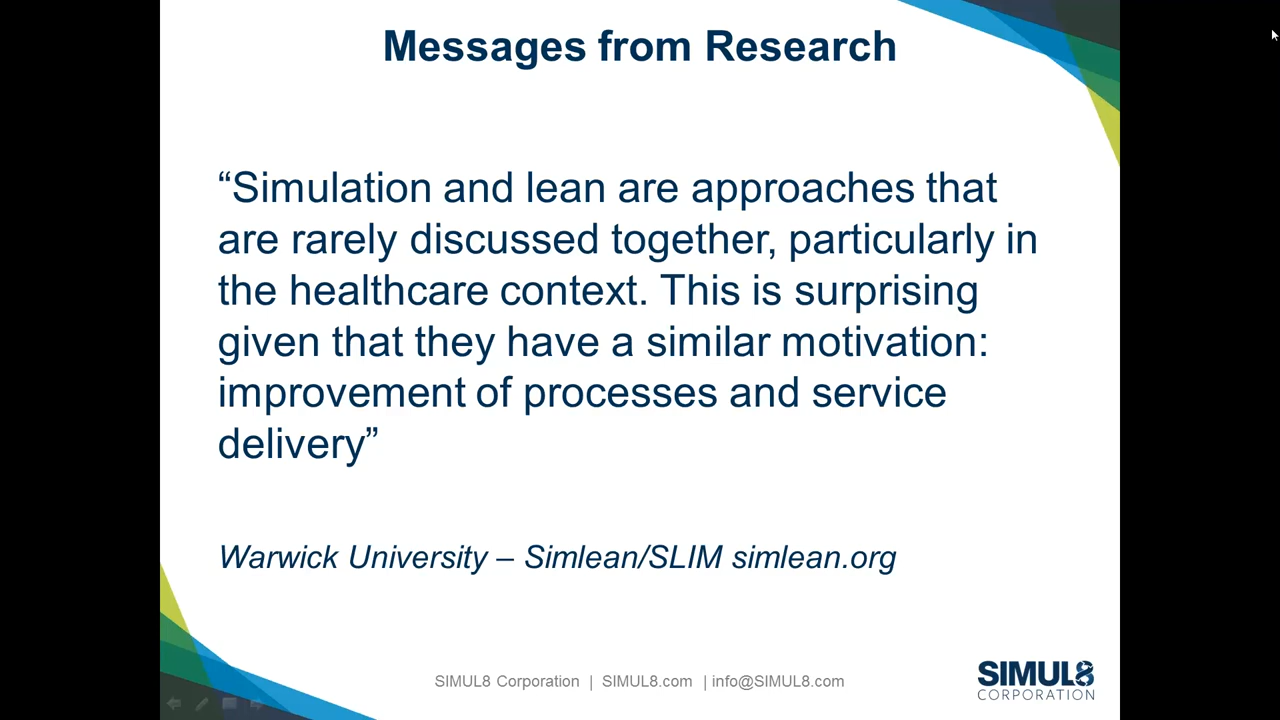 Messages from Research
“Simulation and lean are approaches that
are rarely discussed together, particularly in
the healthcare context. This is surprising
given that they have a similar motivation:
improvement of processes and service
delivery”
Warwick University – Simlean/SLIM simlean.org
SIMUL8 Corporation | SIMUL8.com | info@SIMUL8.com
SIMUL8
CORPORATION